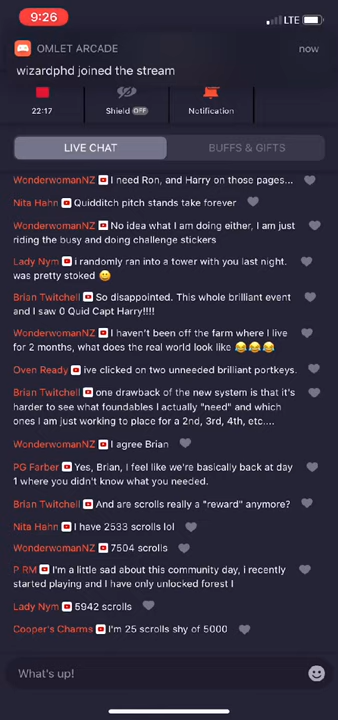 9:26
LTE
OMLET ARCADE
now
wizardphd joined the stream
22:17
Shield OFF
Notification
LIVE CHAT
BUFFS & GIFTS
WonderwomanNZ I need Ron, and Harry on those pages...
Nita Hahn Quidditch pitch stands take forever
WonderwomanNZ No idea what I am doing either, I am just
riding the busy and doing challenge stickers
Lady Nym i randomly ran into a tower with you last night.
was pretty stoked 😀
Brian Twitchell So disappointed. This whole brilliant event
and I saw 0 Quid Capt Harry!!!!
WonderwomanNZ I haven't been off the farm where I live
for 2 months, what does the real world look like 😂😂😂
Oven Ready ive clicked on two unneeded brilliant portkeys.
Brian Twitchell one drawback of the new system is that it's
harder to see what foundables I actually "need" and which
ones I am just working to place for a 2nd, 3rd, 4th, etc....
WonderwomanNZ I agree Brian
PG Farber Yes, Brian, I feel like we're basically back at day
1 where you didn't know what you needed.
Brian Twitchell And are scrolls really a "reward" anymore?
Nita Hahn I have 2533 scrolls lol
WonderwomanNZ 7504 scrolls
P RM I'm a little sad about this community day, i recently
started playing and I have only unlocked forest I
Lady Nym 5942 scrolls
Cooper's Charms I'm 25 scrolls shy of 5000
What's up!